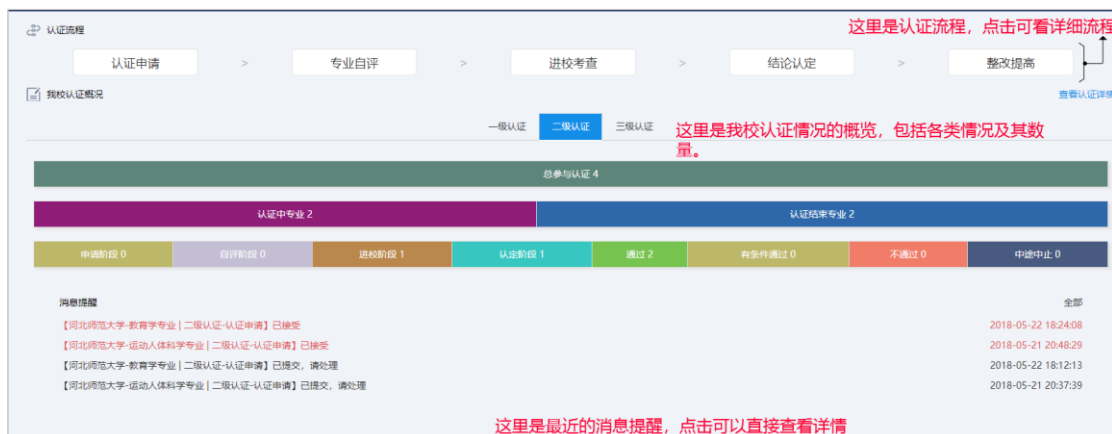 认证流程
这里是认证流程，点击可看详细流程
认证申请 > 专业自评 > 进校考查 > 结论认定 > 整改提高
我校认证概况
查看认证详情
一级认证 二级认证 三级认证
这里是我校认证情况的概览，包括各类情况及其数
量。
总参与认证 4
认证中专业 2 认证结束专业 2
申请阶段 0 自评阶段 0 进校阶段 1 认定阶段 1 通过 2 有条件通过 0 不通过 0 中途中止 0
消息提醒 全部
【河北师范大学-教育学专业 | 二级认证-认证申请】已接受 2018-05-22 18:24:08
【河北师范大学-运动人体科学专业 | 二级认证-认证申请】已接受 2018-05-21 20:48:29
【河北师范大学-教育学专业 | 二级认证-认证申请】已提交，请处理 2018-05-22 18:12:13
【河北师范大学-运动人体科学专业 | 二级认证-认证申请】已提交，请处理 2018-05-21 20:37:39
这里是最近的消息提醒，点击可以直接查看详情